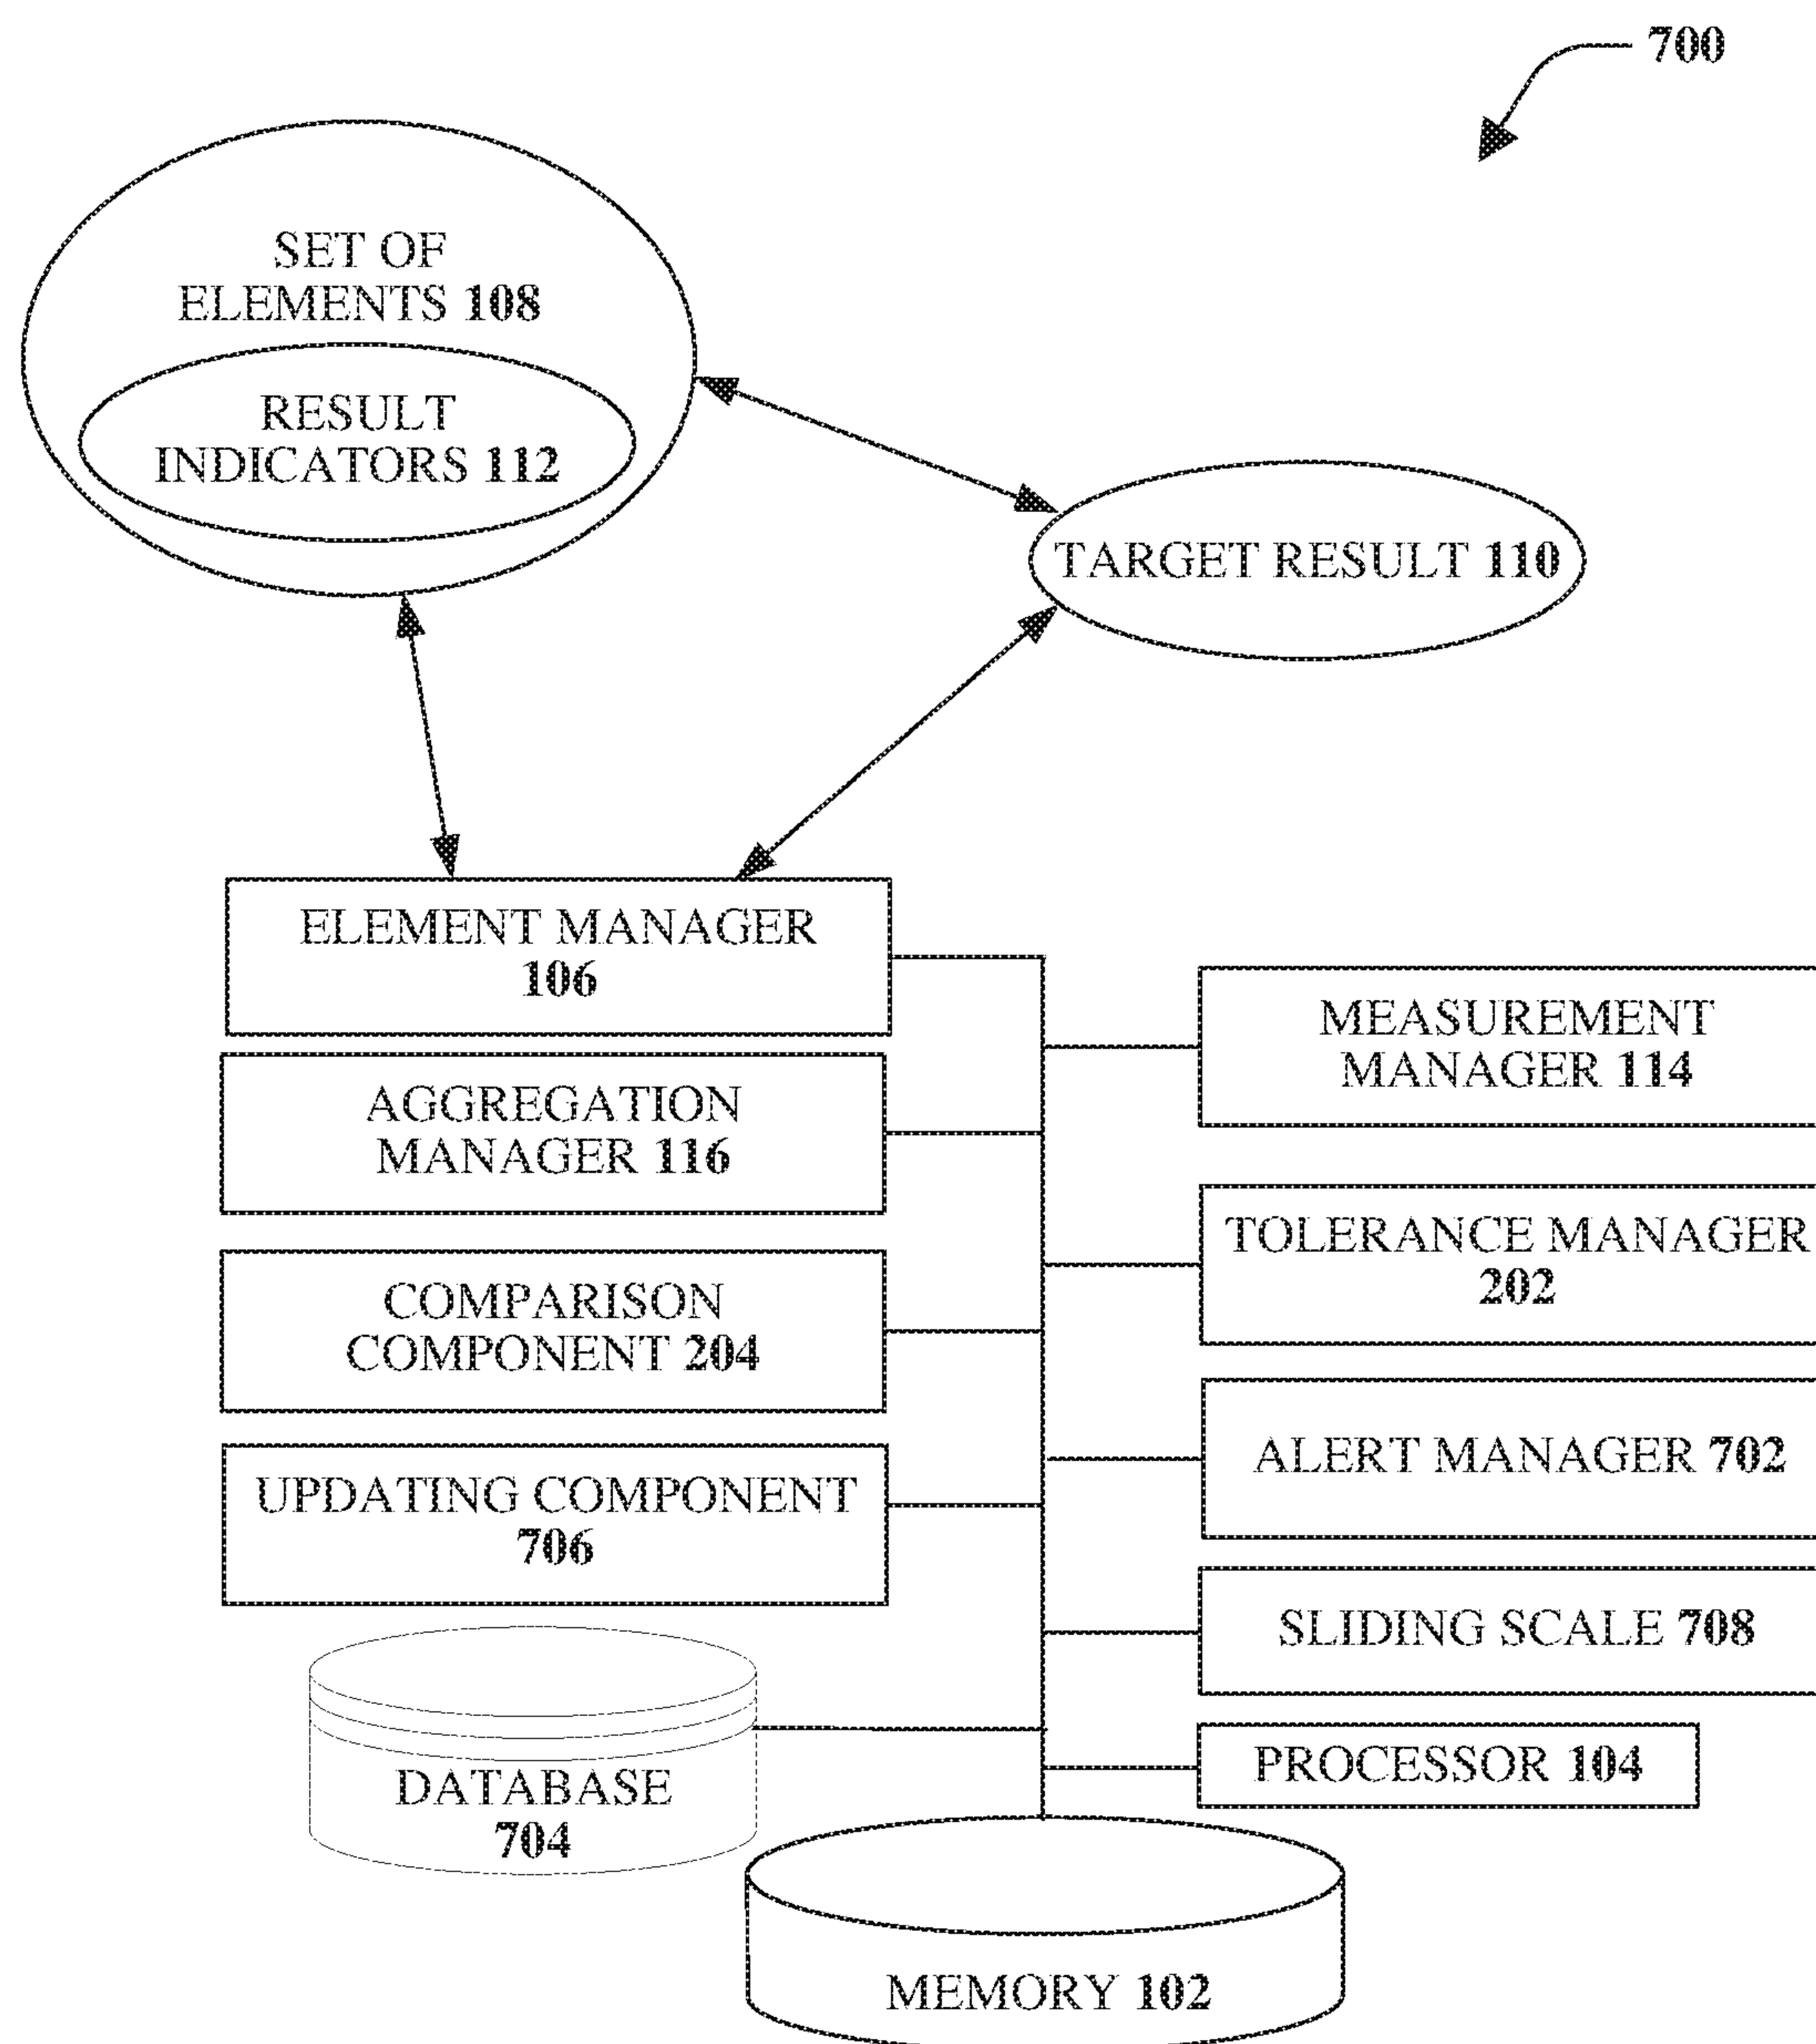 700
SET OF
ELEMENTS 108
RESULT
INDICATORS 112
TARGET RESULT 110
ELEMENT MANAGER
106
MEASUREMENT
MANAGER 114
AGGREGATION
MANAGER 116
TOLERANCE MANAGER
202
COMPARISON
COMPONENT 204
ALERT MANAGER 702
UPDATING COMPONENT
706
SLIDING SCALE 708
DATABASE
704
PROCESSOR 104
MEMORY 102